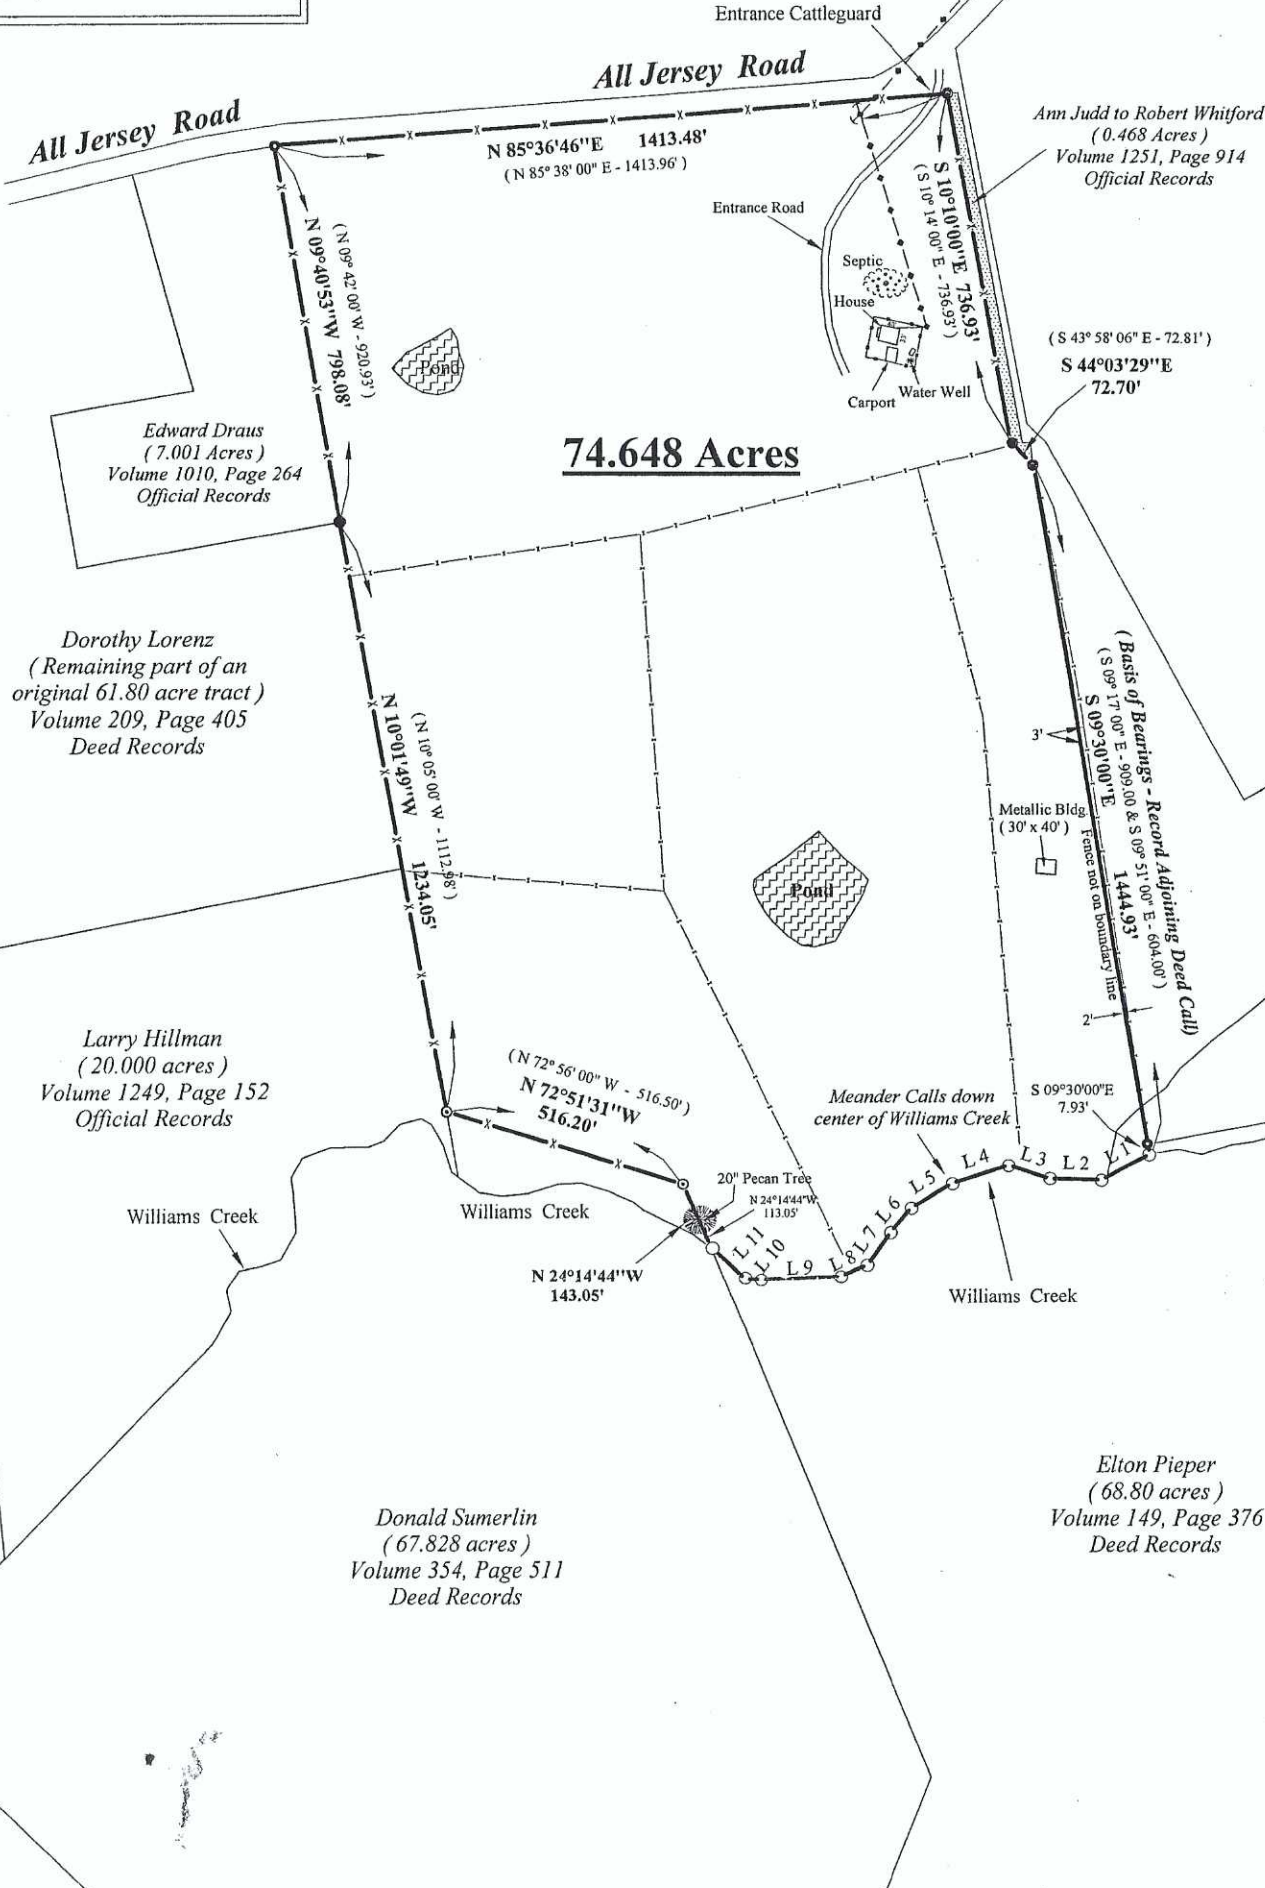 Entrance Cattleguard
All Jersey Road
All Jersey Road
N 85°36'46"E 1413.48'
( N 85° 38' 00" E - 1413.96' )
Ann Judd to Robert Whitford
( 0.468 Acres )
Volume 1251, Page 914
Official Records
Entrance Road
S 10°10'00"E 736.93'
( S 10° 14' 00" E - 736.93' )
Septic
House
Carport
Water Well
( N 09° 42' 00" W - 920.93' )
N 09°40'53"W 798.08'
Pond
( S 43° 58' 06" E - 72.81' )
S 44°03'29"E
72.70'
Edward Draus
( 7.001 Acres )
Volume 1010, Page 264
Official Records
74.648 Acres
Dorothy Lorenz
( Remaining part of an
original 61.80 acre tract )
Volume 209, Page 405
Deed Records
( N 10° 05' 00" W - 1112.98' )
N 10°01'49"W 1234.05'
( Basis of Bearings - Record Adjoining Deed Call)
( S 09° 17' 00" E - 909.00 & S 09° 51' 00" E - 604.00' )
S 09°30'00"E 1444.93'
Fence not on boundary line
3'
Metallic Bldg.
( 30' x 40' )
Pond
2'
Larry Hillman
( 20.000 acres )
Volume 1249, Page 152
Official Records
( N 72° 56' 00" W - 516.50' )
N 72°51'31"W
516.20'
Meander Calls down
center of Williams Creek
S 09°30'00"E
7.93'
L1
L2
L3
L4
L5
L6
L7
L8
L9
L10
L11
20" Pecan Tree
N 24°14'44"W
113.05'
Williams Creek
Williams Creek
N 24°14'44"W
143.05'
Williams Creek
Elton Pieper
( 68.80 acres )
Volume 149, Page 376
Deed Records
Donald Sumerlin
( 67.828 acres )
Volume 354, Page 511
Deed Records